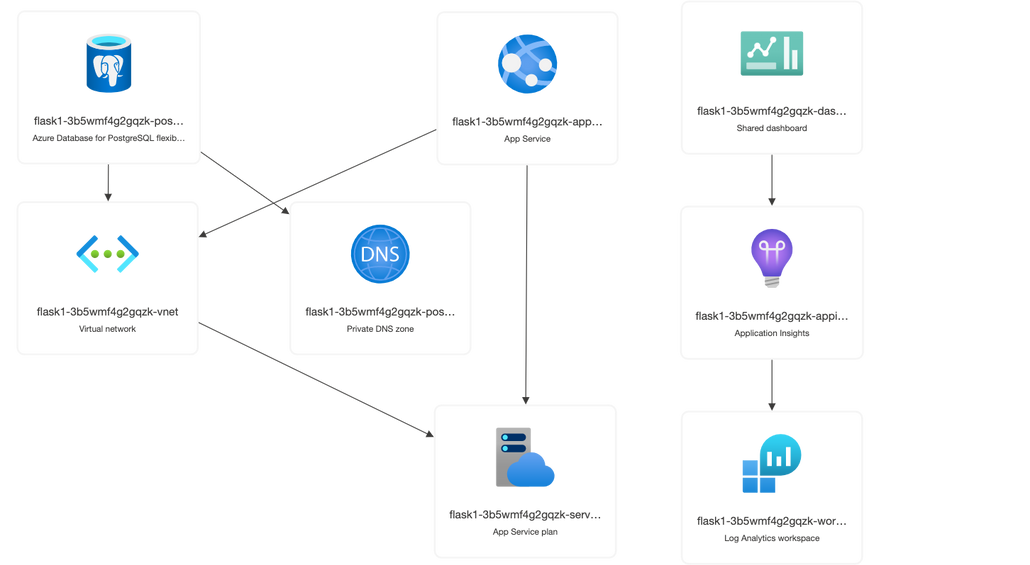 flask1-3b5wmf4g2gqzk-pos...
Azure Database for PostgreSQL flexib...
flask1-3b5wmf4g2gqzk-app...
App Service
flask1-3b5wmf4g2gqzk-das...
Shared dashboard
flask1-3b5wmf4g2gqzk-vnet
Virtual network
DNS
flask1-3b5wmf4g2gqzk-pos...
Private DNS zone
flask1-3b5wmf4g2gqzk-appi...
Application Insights
flask1-3b5wmf4g2gqzk-serv...
App Service plan
flask1-3b5wmf4g2gqzk-wor...
Log Analytics workspace